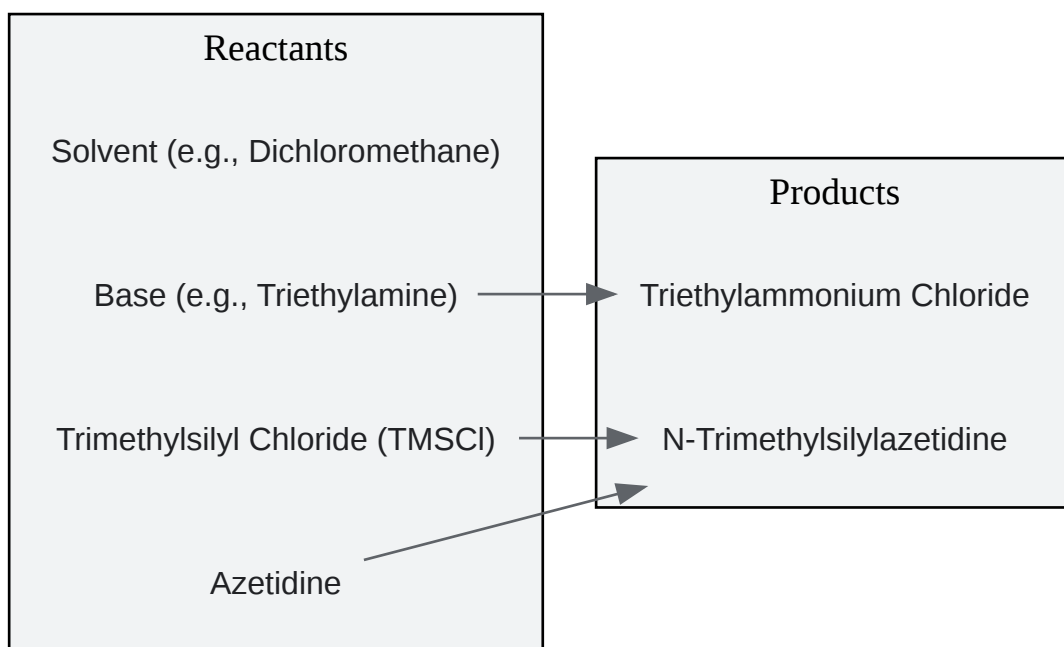 Reactants
Solvent (e.g., Dichloromethane)
Base (e.g., Triethylamine)
Trimethylsilyl Chloride (TMSCl)
Azetidine
Products
Triethylammonium Chloride
N-Trimethylsilylazetidine